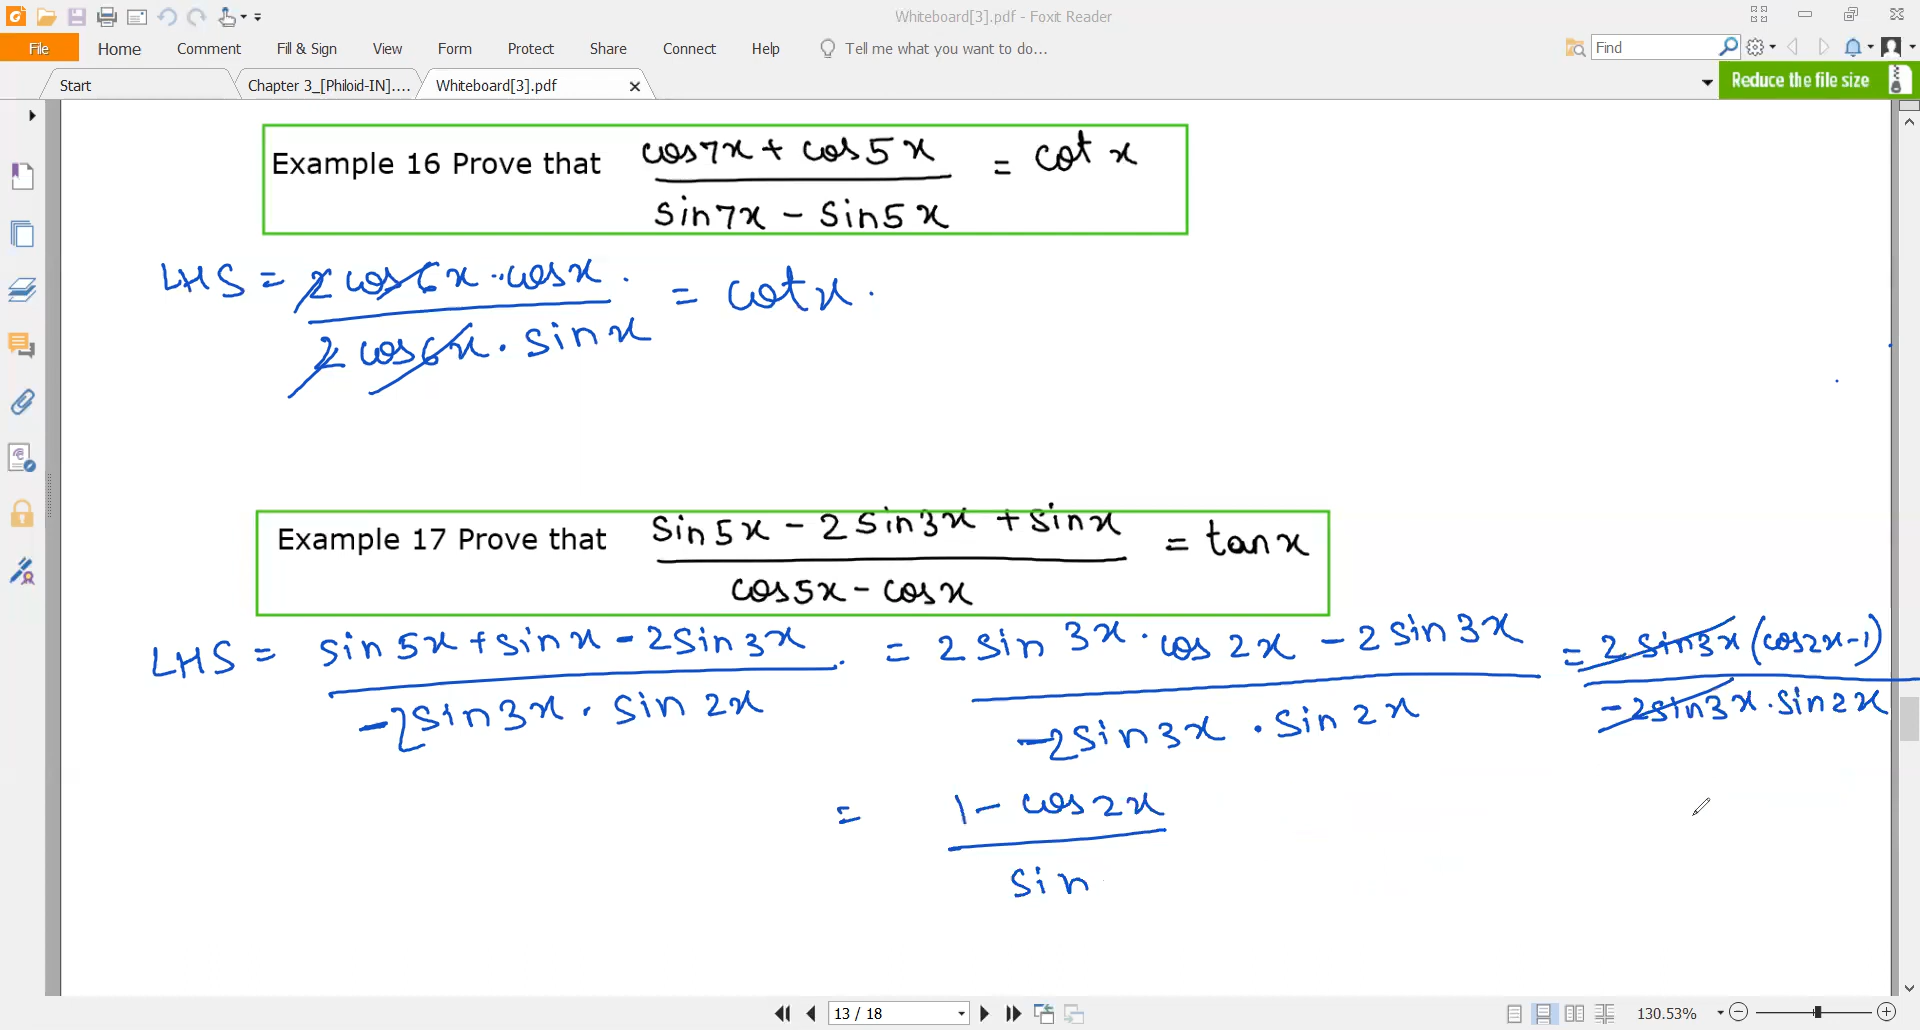 Whiteboard[3].pdf - Foxit Reader
File Home Comment Fill & Sign View Form Protect Share Connect Help Tell me what you want to do... Find
Start Chapter 3_[Philoid-IN].... Whiteboard[3].pdf Reduce the file size
Example 16 Prove that (cos7x + cos5x)/(sin7x - sin5x) = cot x
LHS = (2 cos6x · cosx)/(2 cos6x · sinx) = cot x.
Example 17 Prove that (sin5x - 2sin3x + sinx)/(cos5x - cosx) = tanx
LHS = (sin5x + sinx - 2sin3x)/(-2sin3x · sin2x) = (2sin3x · cos2x - 2sin3x)/(-2sin3x · sin2x) = (2sin3x(cos2x-1))/(-2sin3x · sin2x)
= (1 - cos2x)/(sin
13 / 18 130.53%